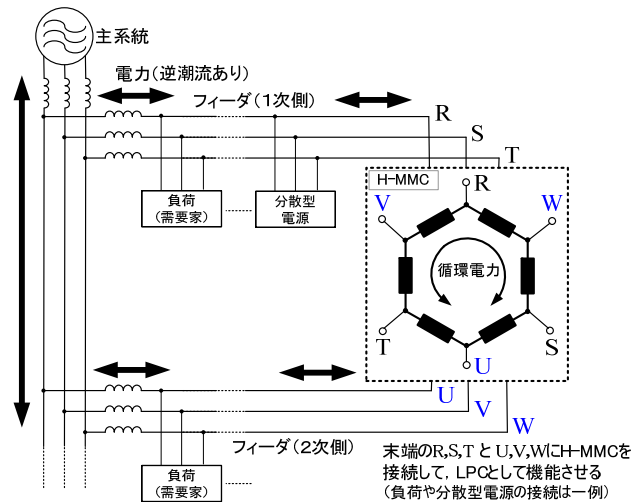 主系統
電力(逆潮流あり)
フィーダ(1次側)
R
S
T
負荷
(需要家)
分散型
電源
H-MMC
R
V
W
循環電力
T
S
U
U
V
W
フィーダ(2次側)
負荷
(需要家)
末端のR,S,T と U,V,WにH-MMCを
接続して，LPCとして機能させる
(負荷や分散型電源の接続は一例)